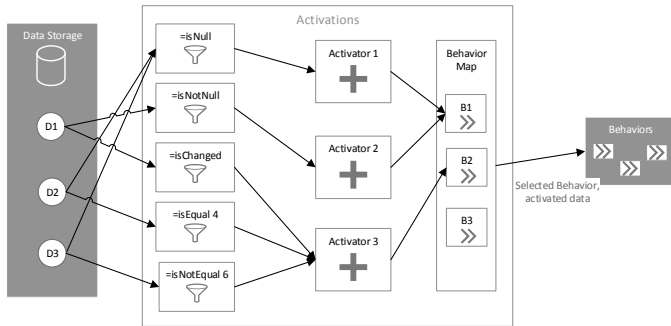 Activations
Data Storage
D1
D2
D3
=isNull
=isNotNull
=isChanged
=isEqual 4
=isNotEqual 6
Activator 1
Activator 2
Activator 3
Behavior
Map
B1
B2
B3
Selected Behavior,
activated data
Behaviors